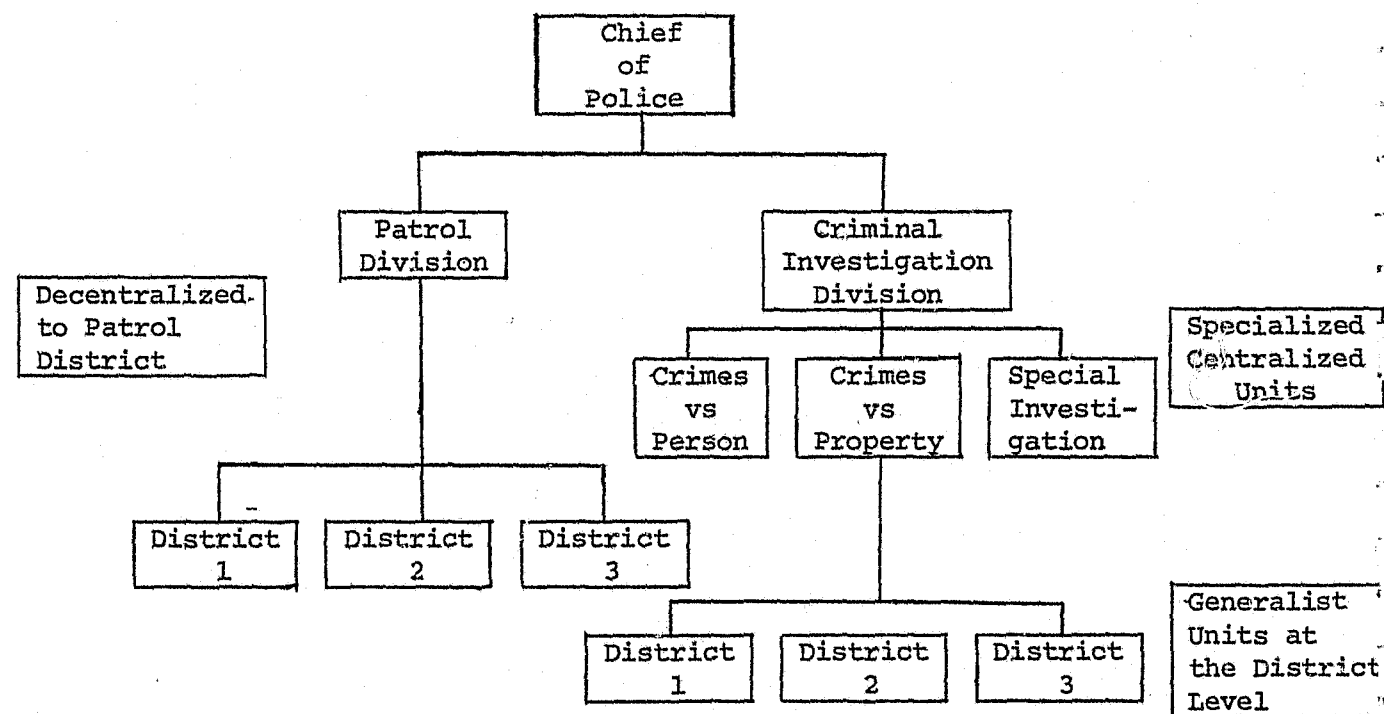 Chief
of
Police
Patrol
Division
Criminal
Investigation
Division
Decentralized
to Patrol
District
Specialized
Centralized
Units
Crimes
vs
Person
Crimes
vs
Property
Special
Investi-
gation
District
1
District
2
District
3
District
1
District
2
District
3
Generalist
Units at
the District
Level